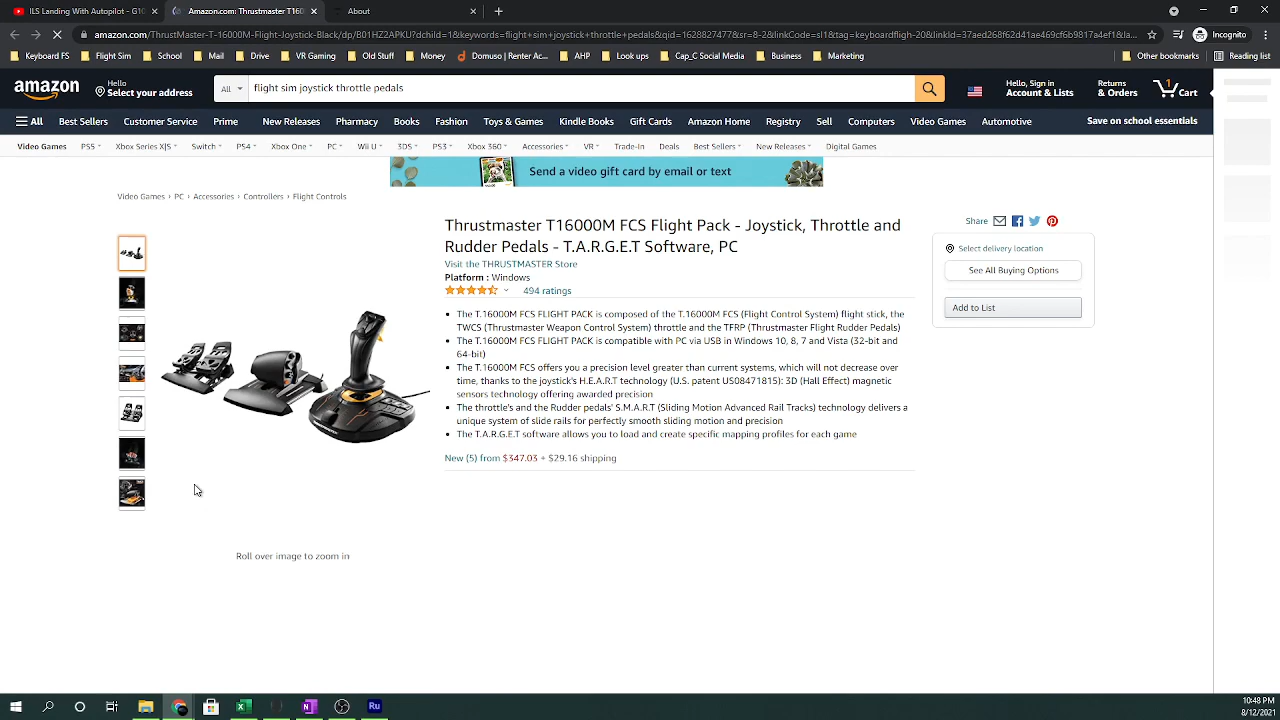 ILS Landing With Autopilot - G10
Amazon.com: Thrustmaster T160
About
amazon.com/Thrustmaster-T-16000M-Flight-Joystick-Black/dp/B01HZ2APKU?dchild=1&keywords=flight+sim+joystick+throttle+pedals&qid=1628827477&sr=8-2&linkCode=sl1&tag=keyboardfligh-20&linkId=37aec68f62d41ae469cf6b9817a4ef1&la...
Incognito
Keyboard FS
Flight Sim
School
Mail
Drive
VR Gaming
Old Stuff
Money
Domuso | Renter Ac...
AHP
Look ups
Cap_C Social Media
Business
Marketing
Other bookmarks
Reading list
amazon
Hello
Select your address
All
flight sim joystick throttle pedals
Hello, Sign in
Account & Lists
Returns
& Orders
1
Cart
All
Best Sellers
Customer Service
Prime
New Releases
Pharmacy
Books
Fashion
Toys & Games
Kindle Books
Gift Cards
Amazon Home
Registry
Sell
Computers
Video Games
Automotive
Save on school essentials
Video Games
PS5
Xbox Series X|S
Switch
PS4
Xbox One
PC
Wii U
3DS
PS3
Xbox 360
Accessories
VR
Trade-In
Deals
Best Sellers
New Releases
Digital Games
Send a video gift card by email or text
Video Games › PC › Accessories › Controllers › Flight Controls
Thrustmaster T16000M FCS Flight Pack - Joystick, Throttle and
Rudder Pedals - T.A.R.G.E.T Software, PC
Visit the THRUSTMASTER Store
Platform : Windows
494 ratings
The T.16000M FCS FLIGHT PACK is composed of the T.16000M FCS (Flight Control System) flight stick, the
TWCS (Thrustmaster Weapon Control System) throttle and the TFRP (Thrustmaster Flight Rudder Pedals)
The T.16000M FCS FLIGHT PACK is compatible with PC via USB in Windows 10, 8, 7 and Vista (32-bit and
64-bit)
The T.16000M FCS offers you a precision level greater than current systems, which will not decrease over
time, thanks to the joystick's H.E.A.R.T technology (U.S. patent US08471815): 3D (Hall Effect) magnetic
sensors technology offering awarded precision
The throttle's and the Rudder pedals' S.M.A.R.T (Sliding Motion Advanced Rail Tracks) technology delivers a
unique system of slide rails for perfectly smooth sliding motion and precision
The T.A.R.G.E.T software allows you to load and create specific mapping profiles for each game
New (5) from $347.03 + $29.16 shipping
Share
Select delivery location
See All Buying Options
Add to List
Roll over image to zoom in
Ru
10:48 PM
8/12/2021